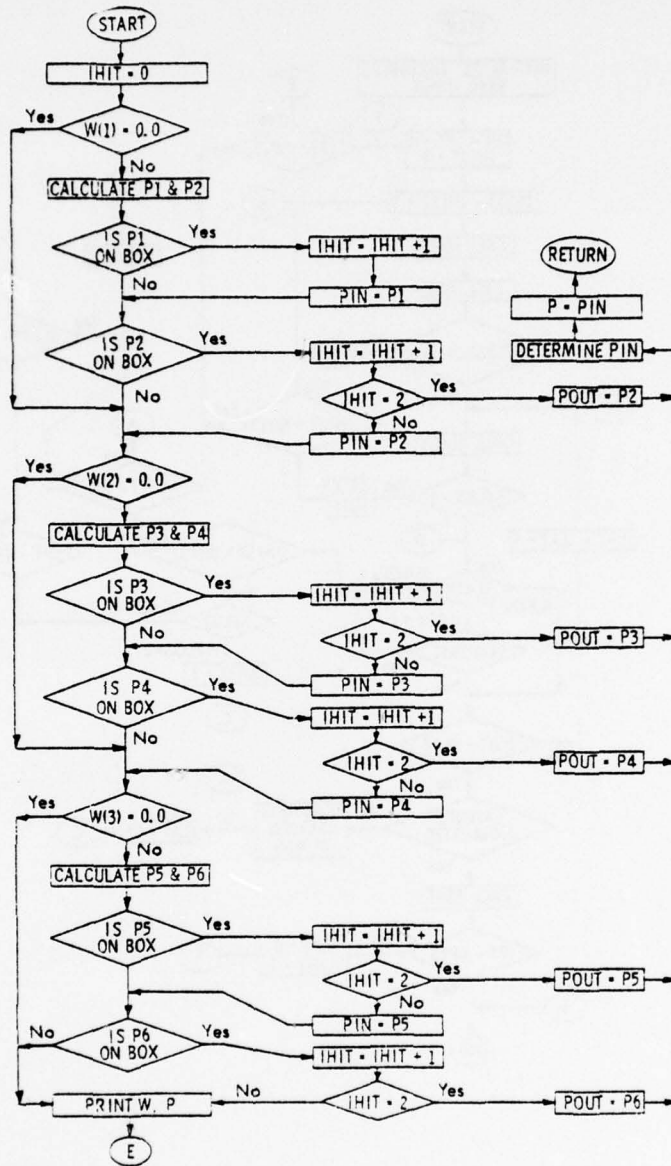 START
IHIT = 0
Yes
W(1) = 0.0
No
CALCULATE P1 & P2
IS P1
ON BOX
Yes
IHIT = IHIT +1
No
PIN = P1
RETURN
P = PIN
DETERMINE PIN
IS P2
ON BOX
Yes
IHIT = IHIT + 1
No
IHIT = 2
Yes
POUT = P2
No
PIN = P2
Yes
W(2) = 0.0
CALCULATE P3 & P4
IS P3
ON BOX
Yes
IHIT = IHIT + 1
No
IHIT = 2
Yes
POUT = P3
No
PIN = P3
IS P4
ON BOX
Yes
IHIT = IHIT +1
No
IHIT = 2
Yes
POUT = P4
No
PIN = P4
Yes
W(3) = 0.0
No
CALCULATE P5 & P6
IS P5
ON BOX
Yes
IHIT = IHIT + 1
IHIT = 2
Yes
POUT = P5
No
PIN = P5
No
IS P6
ON BOX
Yes
IHIT = IHIT + 1
PRINT W, P
No
IHIT = 2
Yes
POUT = P6
E